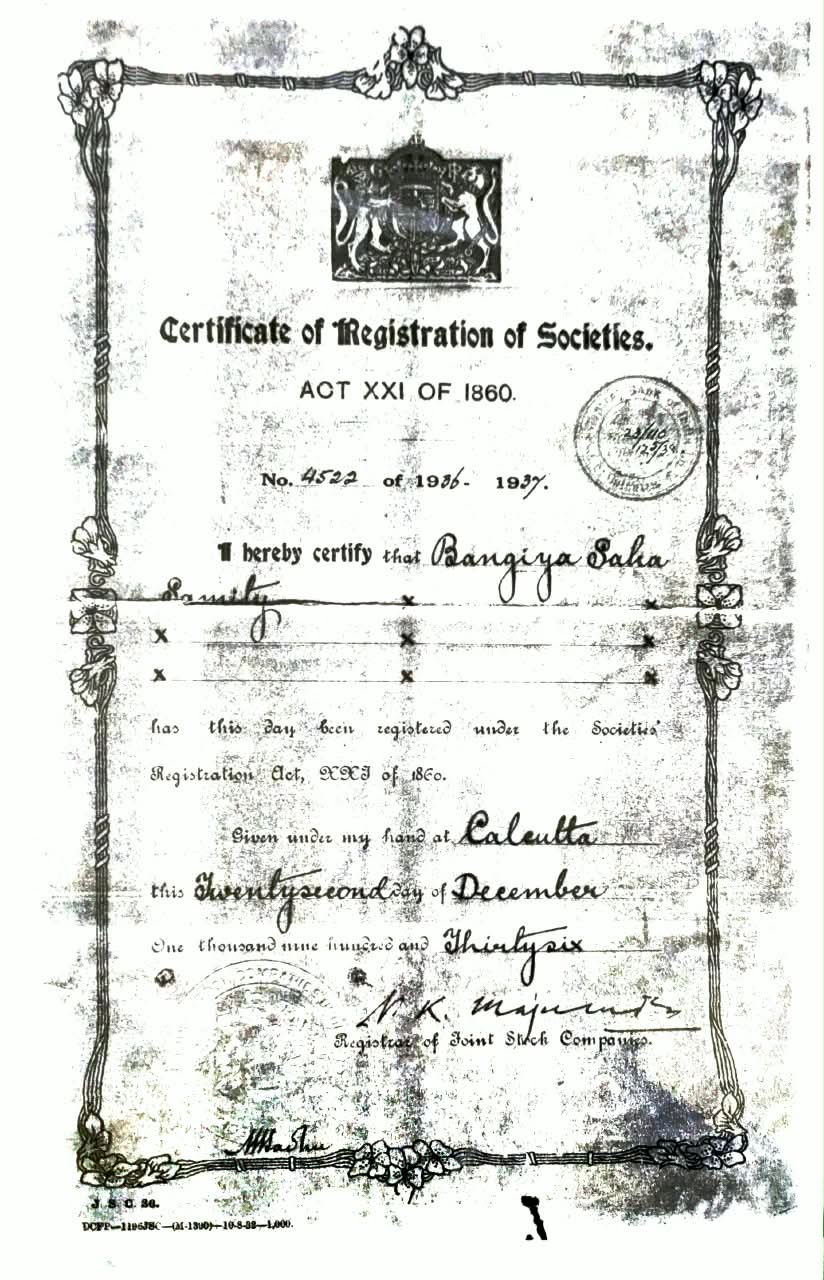 Certificate of Registration of Societies.
ACT XXI OF 1860.
No. 4522 of 1936- 1937.
I hereby certify that Bangiya Saha
Samity x x
x x x
x x x
has this day been registered under the Societies'
Registration Act, XXI of 1860.
Given under my hand at Calcutta
this Twentysecond day of December
One thousand nine hundred and Thirtysix
N. K. Majumdar
Registrar of Joint Stock Companies.
J. S. C. 36.